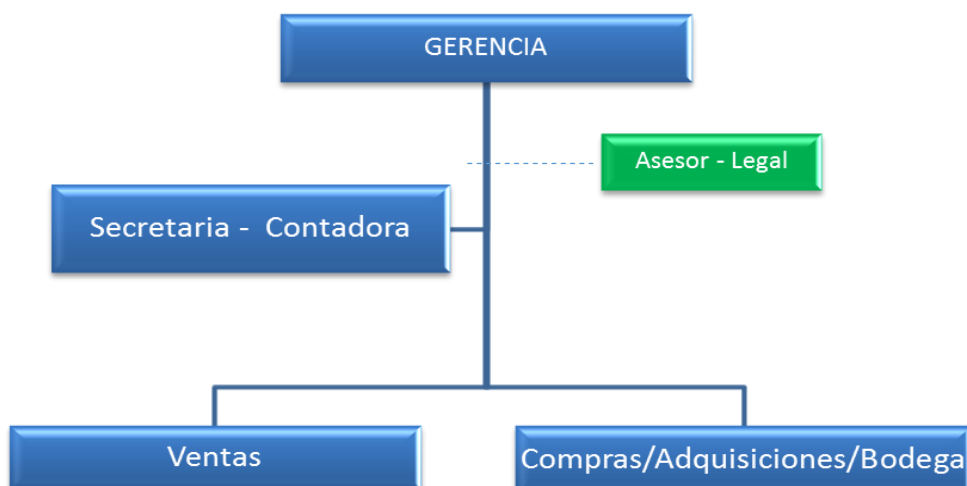 GERENCIA
Asesor - Legal
Secretaria - Contadora
Ventas
Compras/Adquisiciones/Bodega